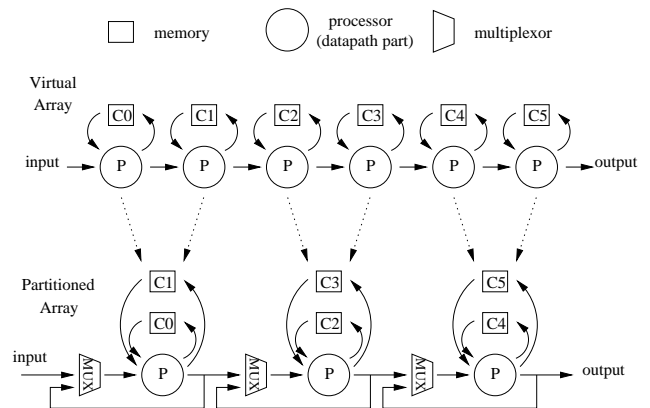 memory
processor
(datapath part)
multiplexor
Virtual
Array
C0 C1 C2 C3 C4 C5
input P P P P P P output
Partitioned
Array
C1 C3 C5
C0 C2 C4
input MUX P MUX P MUX P output